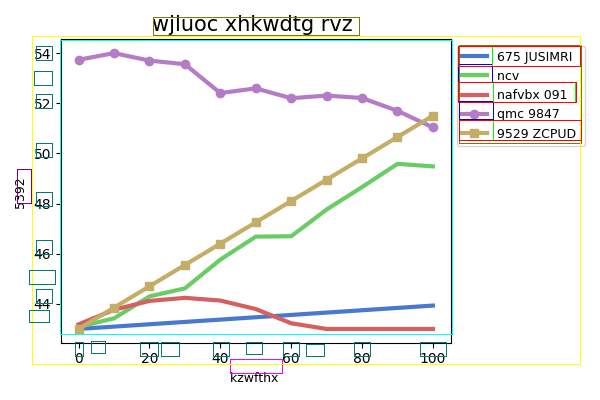 wjluoc xhkwdtg rvz
54
52
50
48
46
44
5392
0
20
40
60
80
100
kzwfthx
675 JUSIMRI
ncv
nafvbx 091
qmc 9847
9529 ZCPUD